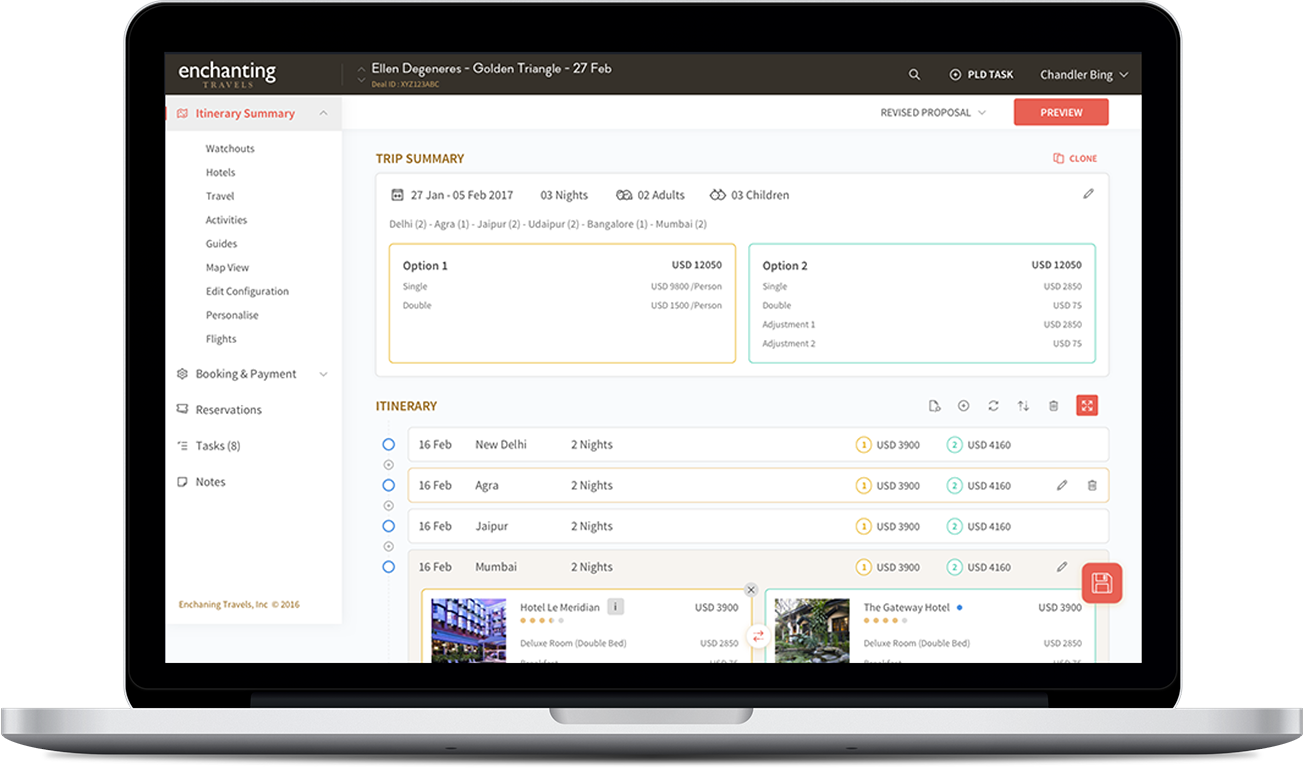 enchanting
TRAVELS
Ellen Degeneres - Golden Triangle - 27 Feb
Deal ID : XYZ123ABC
PLD TASK
Chandler Bing
Itinerary Summary
REVISED PROPOSAL
PREVIEW
Watchouts
Hotels
Travel
Activities
Guides
Map View
Edit Configuration
Personalise
Flights
Booking & Payment
Reservations
Tasks (8)
Notes
Enchaning Travels, Inc © 2016
TRIP SUMMARY
CLONE
27 Jan - 05 Feb 2017 03 Nights 02 Adults 03 Children
Delhi (2) - Agra (1) - Jaipur (2) - Udaipur (2) - Bangalore (1) - Mumbai (2)
Option 1 USD 12050
Single USD 9800 /Person
Double USD 1500 /Person
Option 2 USD 12050
Single USD 2850
Double USD 75
Adjustment 1 USD 2850
Adjustment 2 USD 75
ITINERARY
16 Feb New Delhi 2 Nights 1 USD 3900 2 USD 4160
16 Feb Agra 2 Nights 1 USD 3900 2 USD 4160
16 Feb Jaipur 2 Nights 1 USD 3900 2 USD 4160
16 Feb Mumbai 2 Nights 1 USD 3900 2 USD 4160
Hotel Le Meridian i USD 3900
Deluxe Room (Double Bed) USD 2850
The Gateway Hotel USD 3900
Deluxe Room (Double Bed) USD 2850